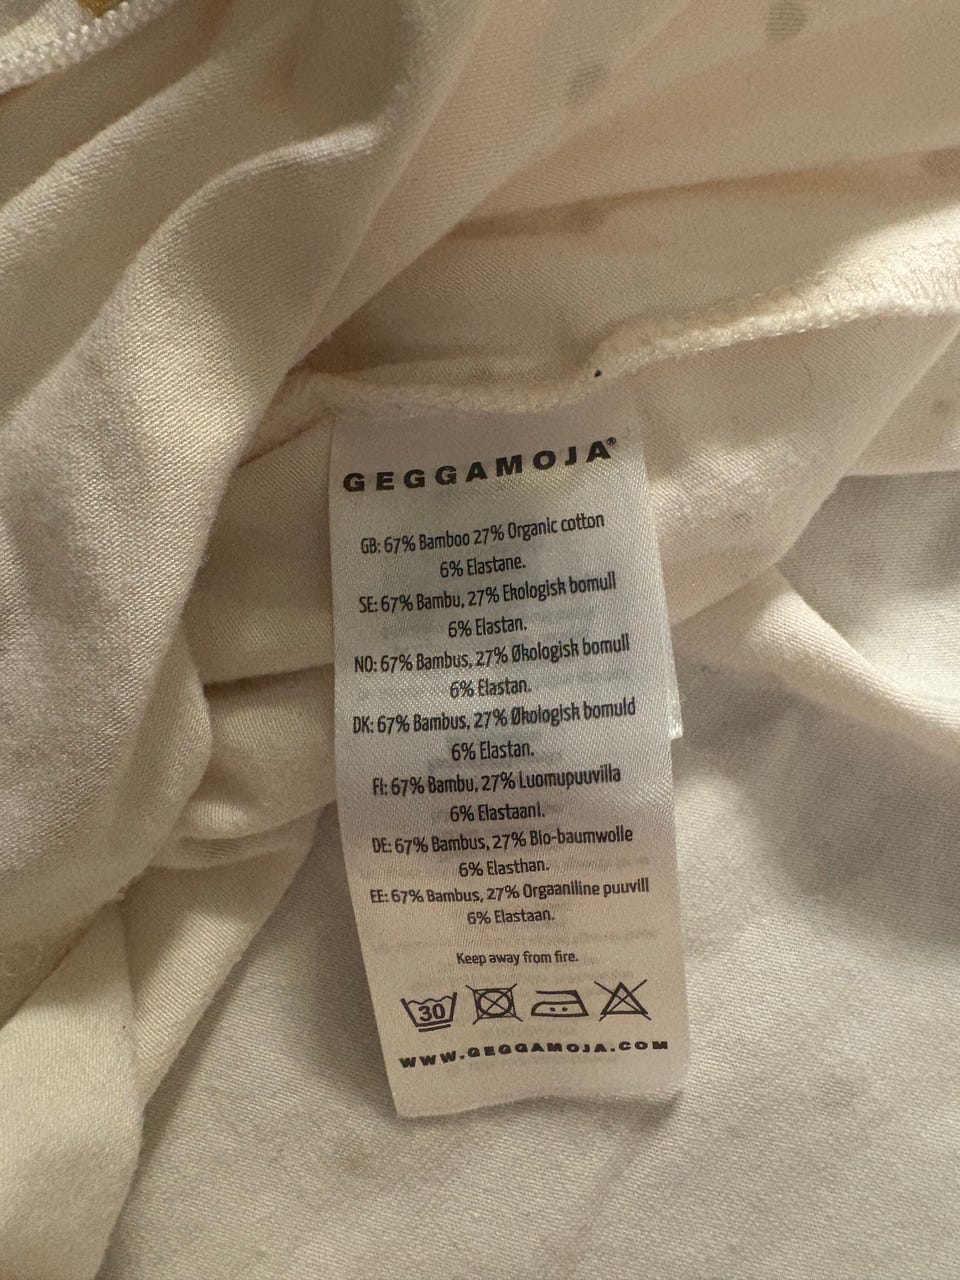 GEGGAMOJA®
GB: 67% Bamboo 27% Organic cotton
6% Elastane.
SE: 67% Bambu, 27% Ekologisk bomull
6% Elastan.
NO: 67% Bambus, 27% Økologisk bomull
6% Elastan.
DK: 67% Bambus, 27% Økologisk bomuld
6% Elastan.
FI: 67% Bambu, 27% Luomupuuvilla
6% Elastaani.
DE: 67% Bambus, 27% Bio-baumwolle
6% Elasthan.
EE: 67% Bambus, 27% Orgaaniline puuvill
6% Elastaan.
Keep away from fire.
30
WWW.GEGGAMOJA.COM